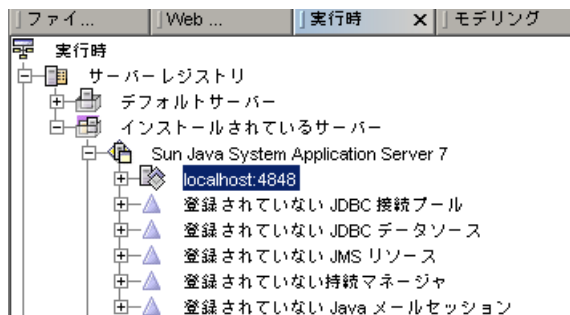 ファイ... Web ... 実行時 × モデリング
実行時
サーバーレジストリ
デフォルトサーバー
インストールされているサーバー
Sun Java System Application Server 7
localhost:4848
登録されていない JDBC 接続プール
登録されていない JDBC データソース
登録されていない JMS リソース
登録されていない持続マネージャ
登録されていない Java メールセッション